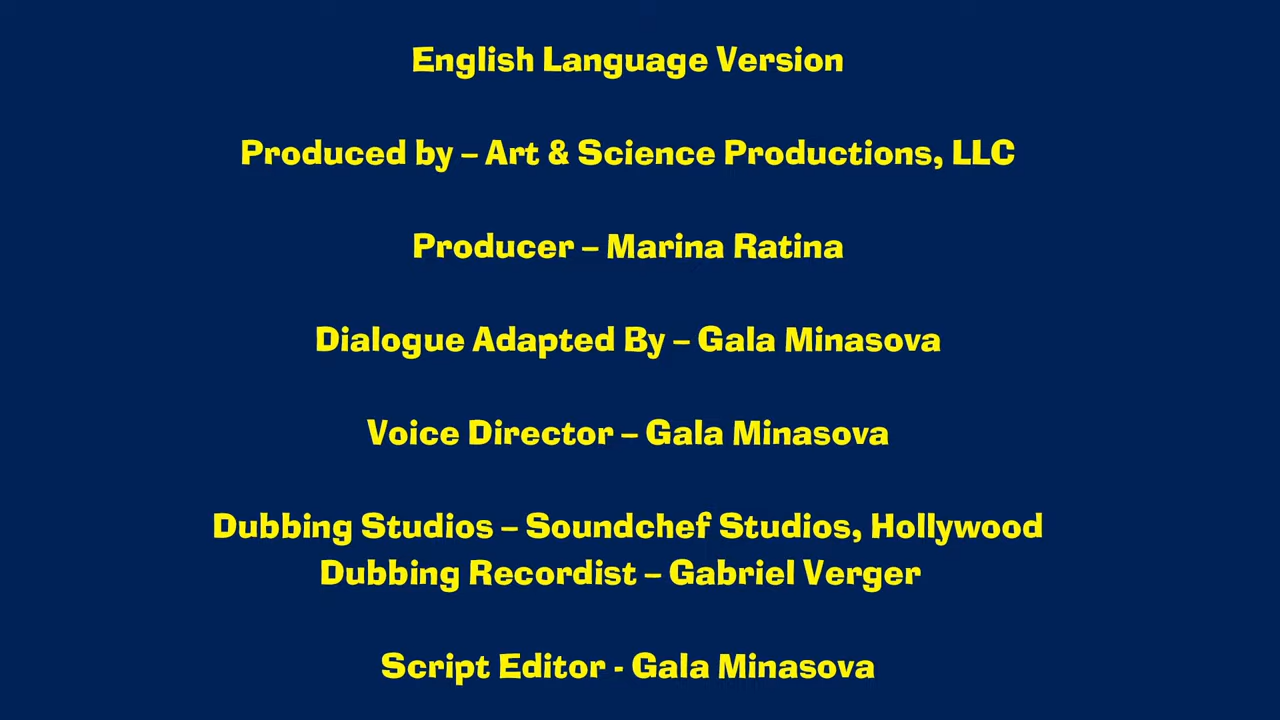 English Language Version
Produced by – Art & Science Productions, LLC
Producer – Marina Ratina
Dialogue Adapted By – Gala Minasova
Voice Director – Gala Minasova
Dubbing Studios – Soundchef Studios, Hollywood
Dubbing Recordist – Gabriel Verger
Script Editor - Gala Minasova